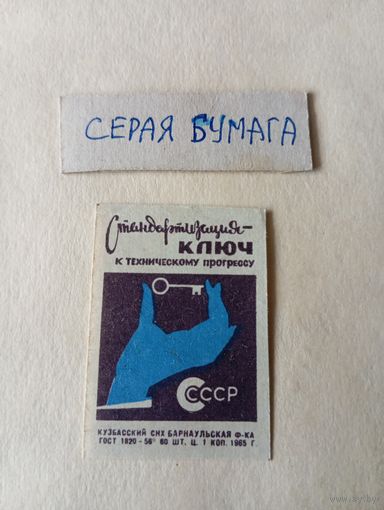 СЕРАЯ БУМАГА
Стандартизация-
КЛЮЧ
К ТЕХНИЧЕСКОМУ ПРОГРЕССУ
СССР
КУЗБАССКИЙ СНХ БАРНАУЛЬСКАЯ Ф-КА
ГОСТ 1820-56° 60 ШТ. Ц. 1 КОП. 1965 Г.